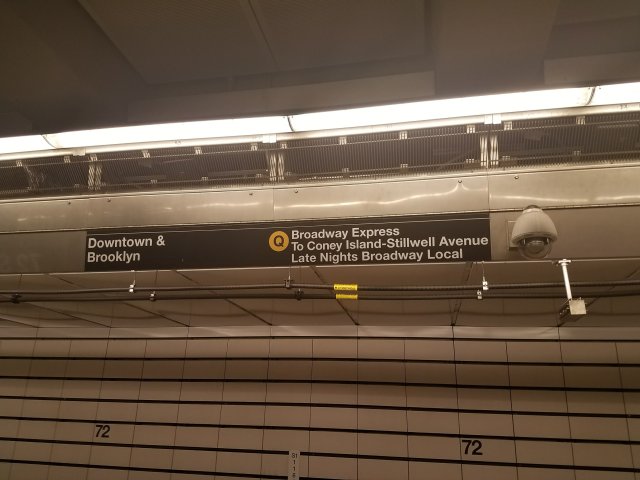 Downtown &
Brooklyn
Q
Broadway Express
To Coney Island-Stillwell Avenue
Late Nights Broadway Local
72
72